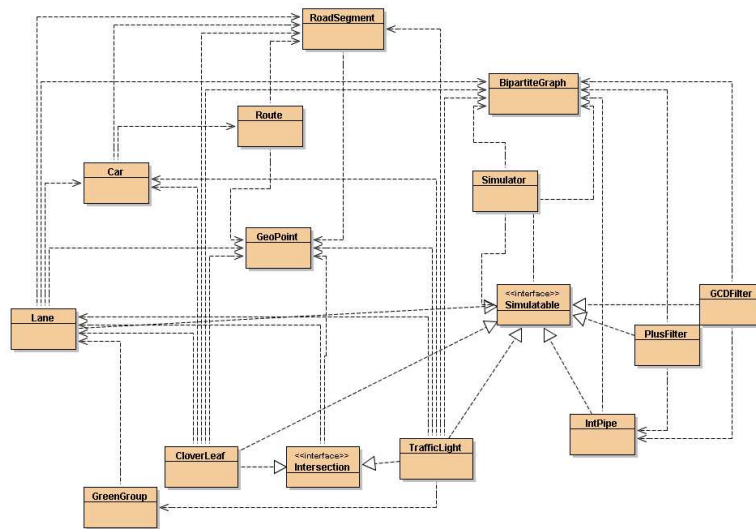 RoadSegment
BipartiteGraph
Route
Car
Simulator
GeoPoint
<<interface>>
Simulatable
GCDFilter
Lane
PlusFilter
IntPipe
CloverLeaf
<<interface>>
Intersection
TrafficLight
GreenGroup